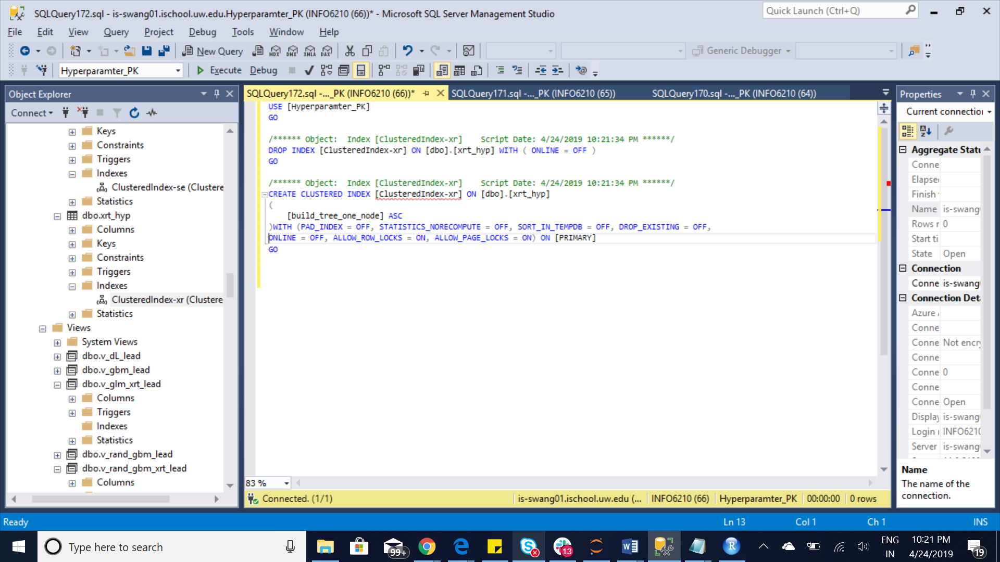 SQLQuery172.sql - is-swang01.ischool.uw.edu.Hyperparamter_PK (INFO6210 (66))* - Microsoft SQL Server Management Studio
Quick Launch (Ctrl+Q)
File Edit View Query Project Debug Tools Window Help
New Query MDX DMX XMLA DAX Generic Debugger
Hyperparamter_PK Execute Debug
Object Explorer
Connect
Keys
Constraints
Triggers
Indexes
ClusteredIndex-se (Clustere
Statistics
dbo.xrt_hyp
Columns
Keys
Constraints
Triggers
Indexes
ClusteredIndex-xr (Clustere
Statistics
Views
System Views
dbo.v_dL_lead
dbo.v_gbm_lead
dbo.v_glm_xrt_lead
Columns
Triggers
Indexes
Statistics
dbo.v_rand_gbm_lead
dbo.v_rand_gbm_xrt_lead
Columns
SQLQuery172.sql -..._PK (INFO6210 (66))* SQLQuery171.sql -..._PK (INFO6210 (65)) SQLQuery170.sql -..._PK (INFO6210 (64))
USE [Hyperparamter_PK]
GO
/****** Object:  Index [ClusteredIndex-xr]    Script Date: 4/24/2019 10:21:34 PM ******/
DROP INDEX [ClusteredIndex-xr] ON [dbo].[xrt_hyp] WITH ( ONLINE = OFF )
GO
/****** Object:  Index [ClusteredIndex-xr]    Script Date: 4/24/2019 10:21:34 PM ******/
CREATE CLUSTERED INDEX [ClusteredIndex-xr] ON [dbo].[xrt_hyp]
(
[build_tree_one_node] ASC
)WITH (PAD_INDEX = OFF, STATISTICS_NORECOMPUTE = OFF, SORT_IN_TEMPDB = OFF, DROP_EXISTING = OFF,
ONLINE = OFF, ALLOW_ROW_LOCKS = ON, ALLOW_PAGE_LOCKS = ON) ON [PRIMARY]
GO
83 %
Connected. (1/1) is-swang01.ischool.uw.edu (... INFO6210 (66) Hyperparamter_PK 00:00:00 0 rows
Properties
Current connection
Aggregate Statu
Conne
Elapse
Finish
Name is-swang
Rows r 0
Start ti
State Open
Connection
Conne is-swang
Connection Det
Azure
Conne
Conne Not encry
Conne
Conne 0
Conne
Conne Open
Display is-swang
Login INFO6210
Server is-swang
Name
The name of the
connection.
Ready Ln 13 Col 1 Ch 1 INS
Type here to search 99+ 13 ENG
IN
10:21 PM
4/24/2019
19